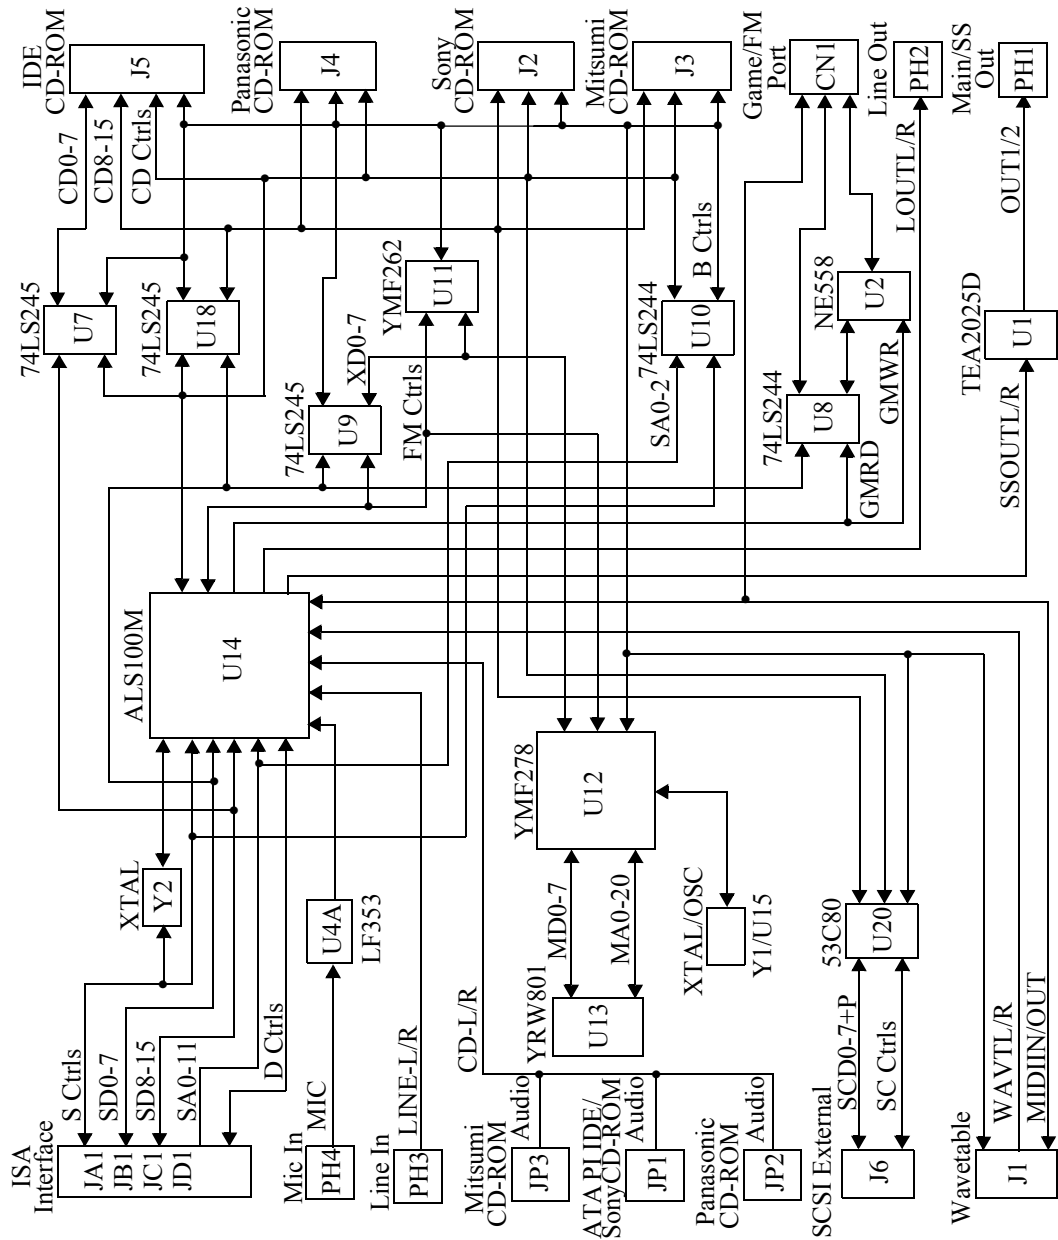 ISA
Interface
JA1
JB1
JC1
JD1
S Ctrls
SD0-7
SD8-15
SA0-11
D Ctrls
XTAL
Y2
ALS100M
U14
74LS245
U7
74LS245
U18
CD0-7
CD8-15
CD Ctrls
IDE
CD-ROM
J5
Panasonic
CD-ROM
J4
Sony
CD-ROM
J2
Mitsumi
CD-ROM
J3
74LS245
U9
XD0-7
YMF262
U11
FM Ctrls
74LS244
U10
SA0-2
B Ctrls
Game/FM
Port
CN1
Line Out
PH2
Main/SS
Out
PH1
LOUTL/R
OUT1/2
NE558
U2
74LS244
U8
GMWR
GMRD
TEA2025D
U1
SSOUTL/R
Mic In
PH4
MIC
U4A
LF353
Line In
PH3
LINE-L/R
CD-L/R
Mitsumi
CD-ROM
JP3
Audio
ATAPI IDE/
SonyCD-ROM
JP1
Audio
Panasonic
CD-ROM
JP2
Audio
YRW801
U13
MD0-7
MA0-20
YMF278
U12
XTAL/OSC
Y1/U15
SCSI External
J6
SCD0-7+P
SC Ctrls
53C80
U20
Wavetable
J1
WAVTL/R
MIDIIN/OUT